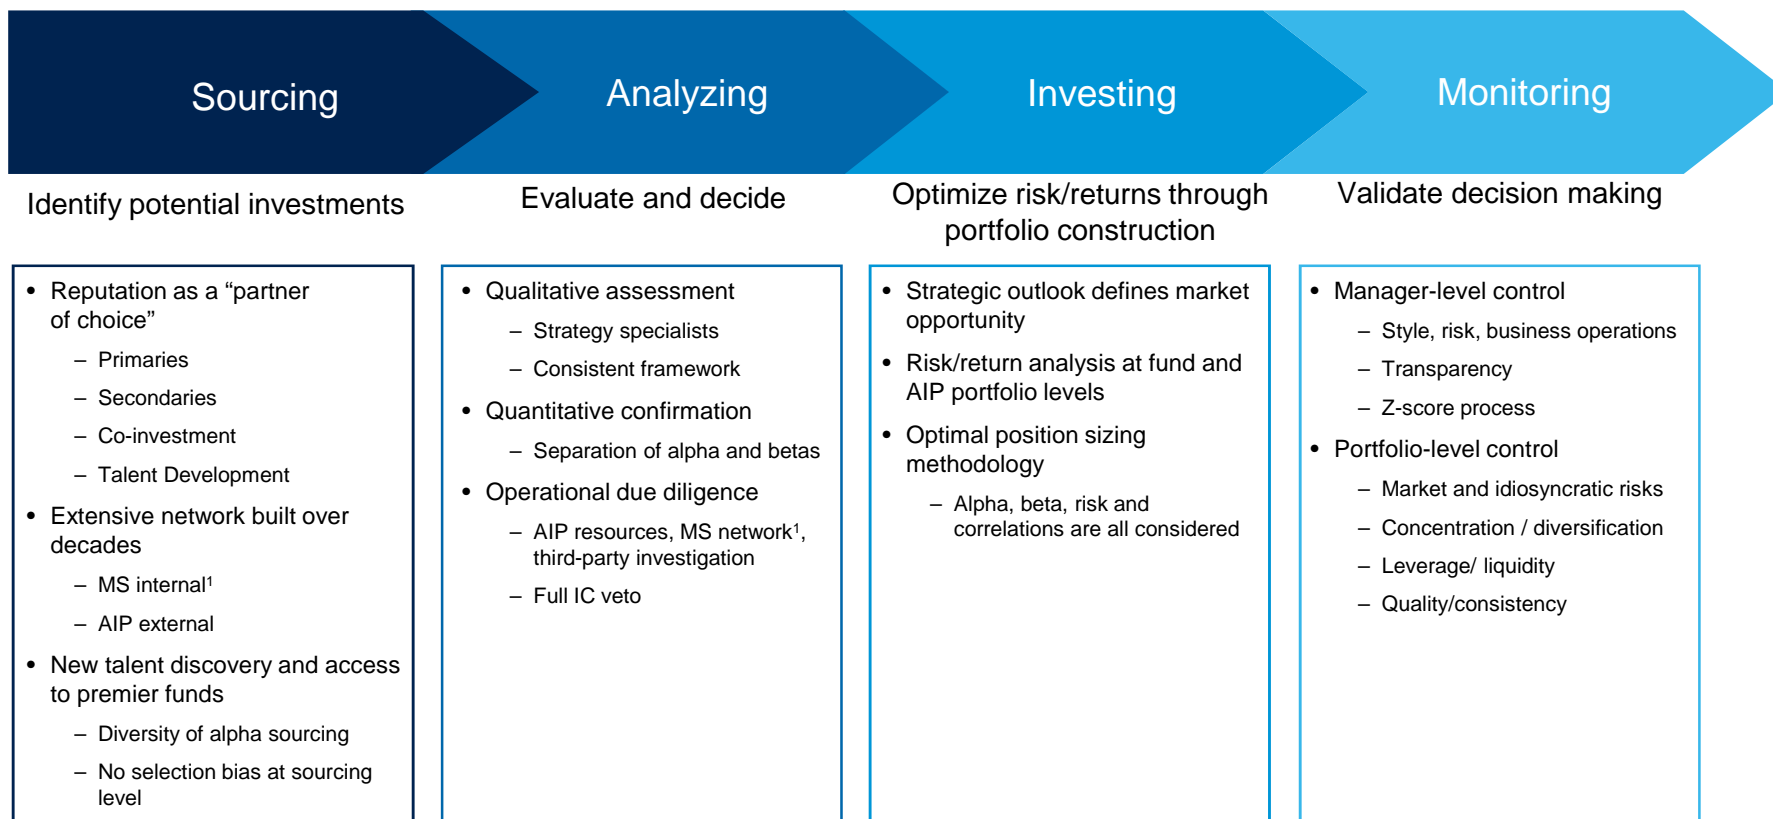 Sourcing
Analyzing
Investing
Monitoring
Identify potential investments
Evaluate and decide
Optimize risk/returns through
portfolio construction
Validate decision making
• Reputation as a “partner
of choice”
– Primaries
– Secondaries
– Co-investment
– Talent Development
• Extensive network built over
decades
– MS internal¹
– AIP external
• New talent discovery and access
to premier funds
– Diversity of alpha sourcing
– No selection bias at sourcing
level
• Qualitative assessment
– Strategy specialists
– Consistent framework
• Quantitative confirmation
– Separation of alpha and betas
• Operational due diligence
– AIP resources, MS network¹,
third-party investigation
– Full IC veto
• Strategic outlook defines market
opportunity
• Risk/return analysis at fund and
AIP portfolio levels
• Optimal position sizing
methodology
– Alpha, beta, risk and
correlations are all considered
• Manager-level control
– Style, risk, business operations
– Transparency
– Z-score process
• Portfolio-level control
– Market and idiosyncratic risks
– Concentration / diversification
– Leverage/ liquidity
– Quality/consistency